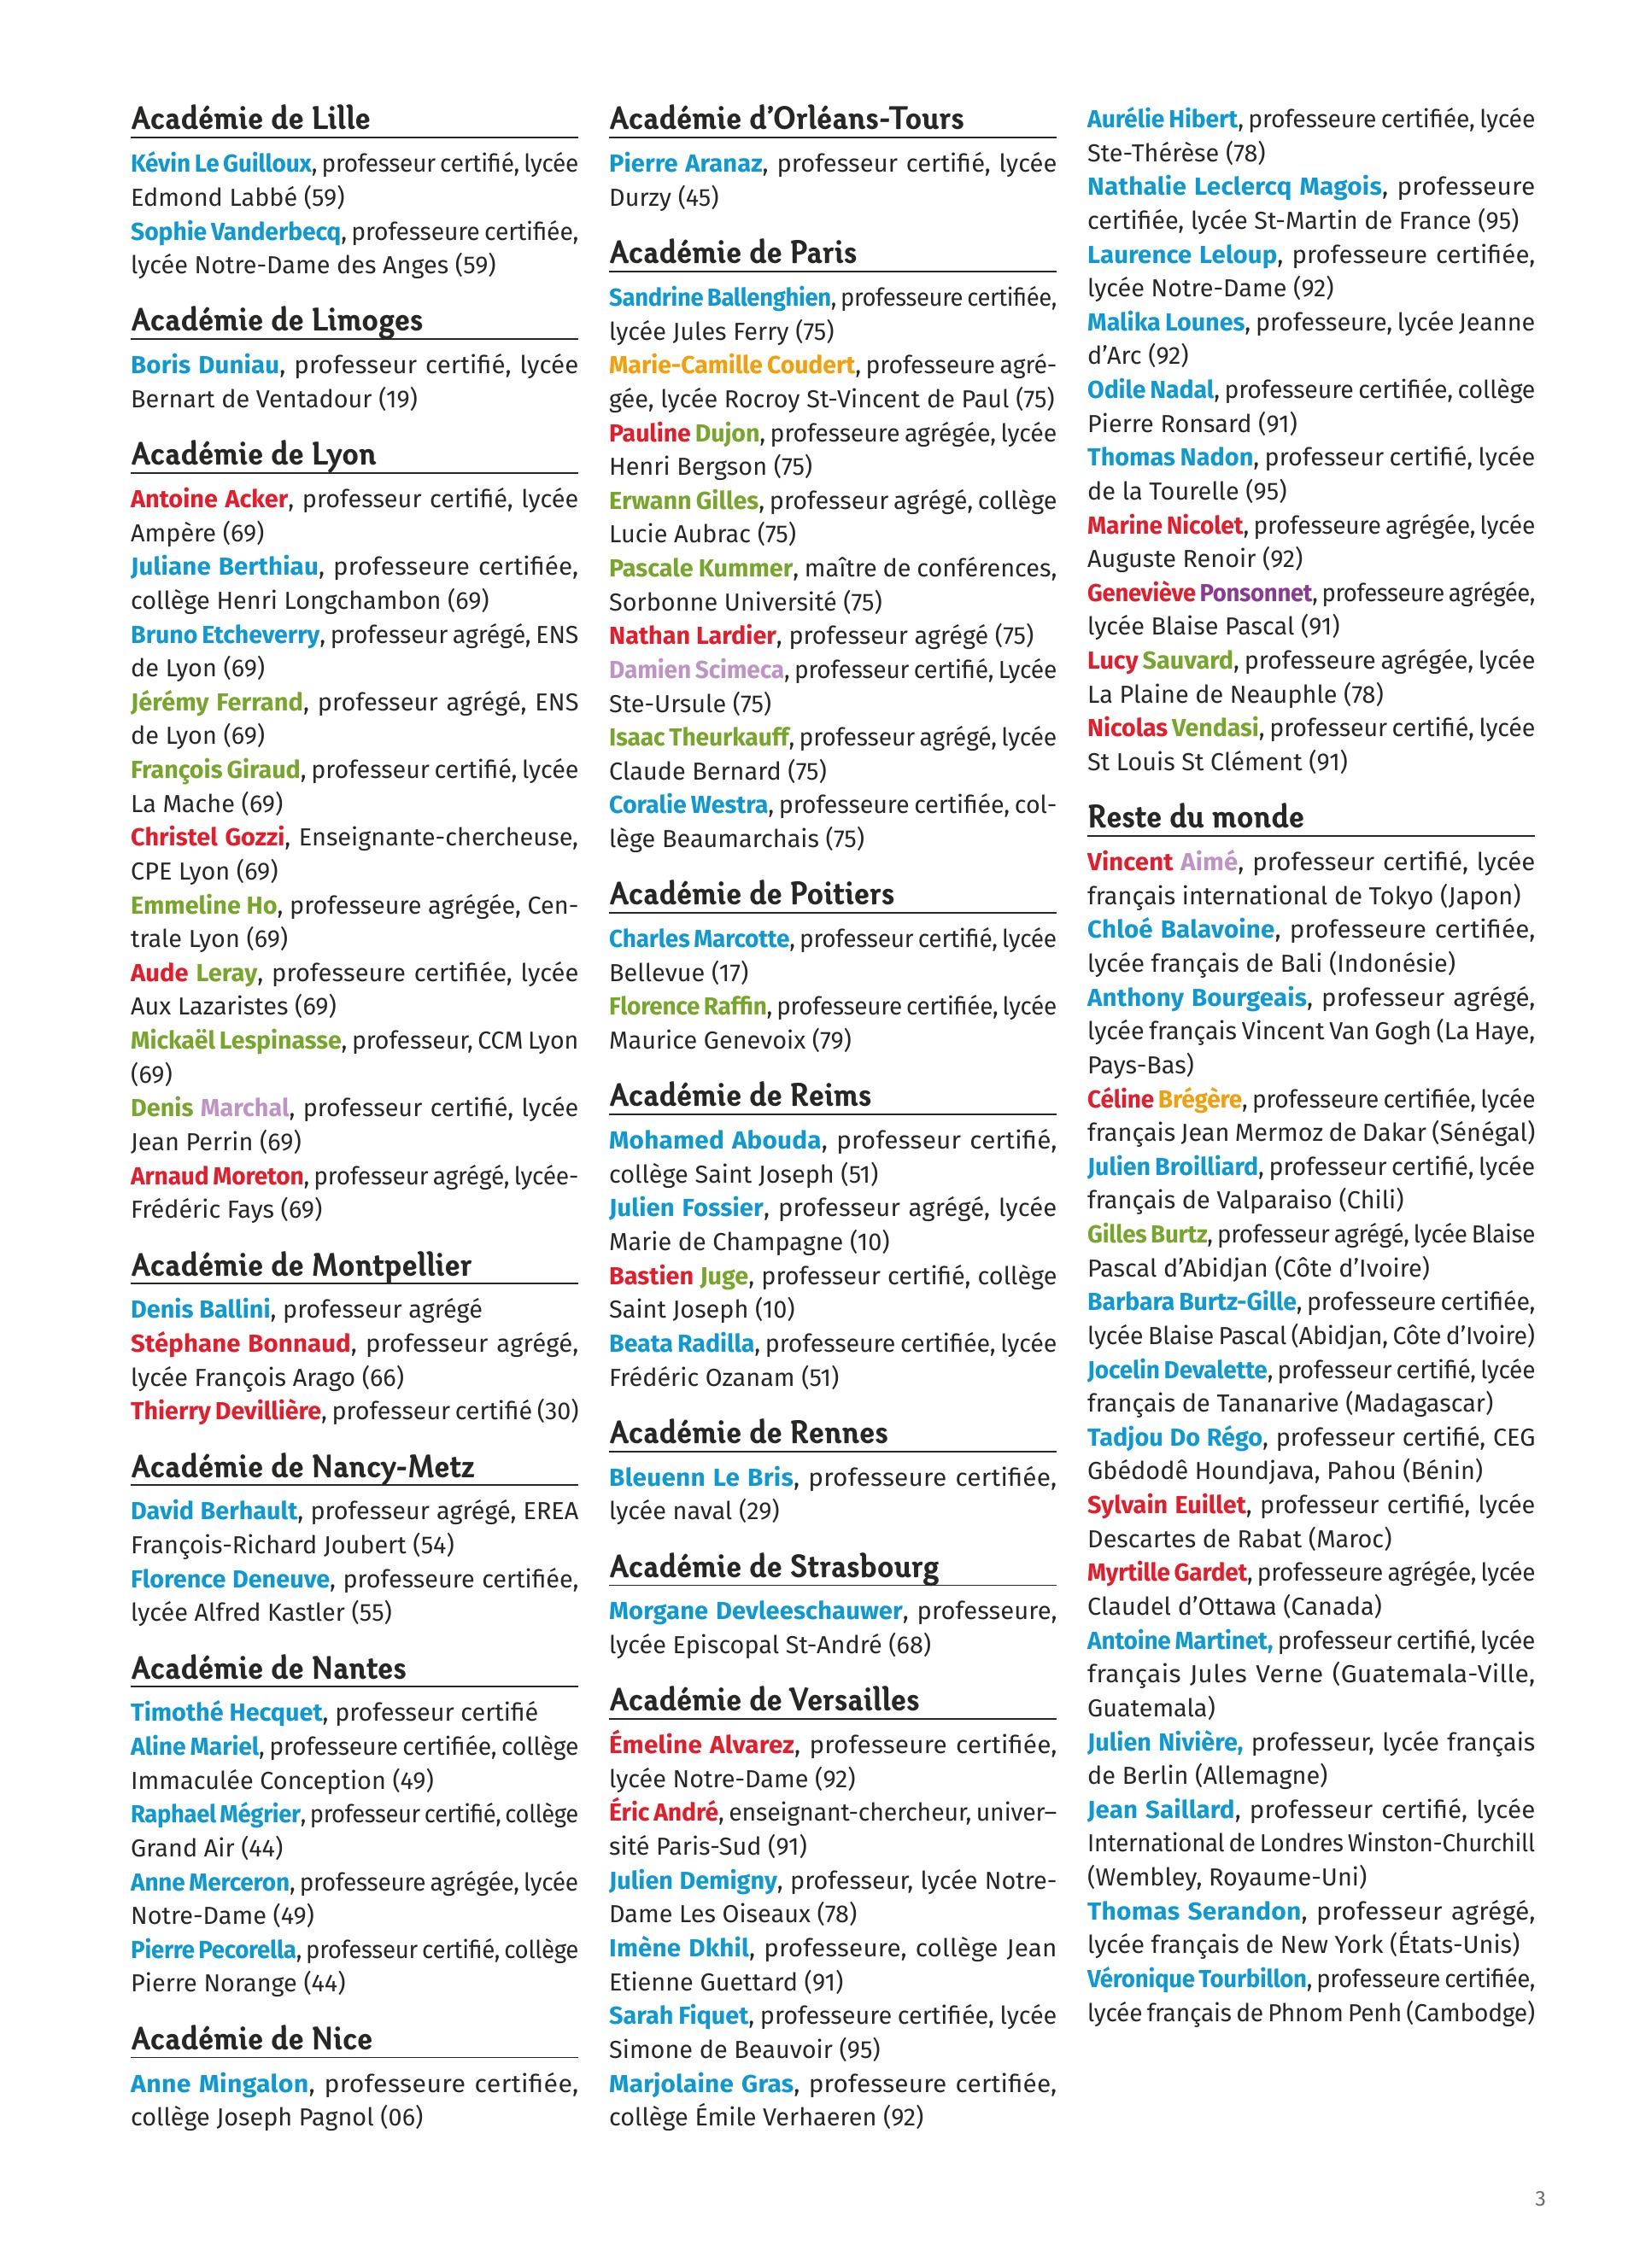 Académie de Lille
Kévin Le Guilloux, professeur certifié, lycée
Edmond Labbé (59)
Sophie Vanderbecq, professeure certifiée,
lycée Notre-Dame des Anges (59)
Académie de Limoges
Boris Duniau, professeur certifié, lycée
Bernart de Ventadour (19)
Académie de Lyon
Antoine Acker, professeur certifié, lycée
Ampère (69)
Juliane Berthiau, professeure certifiée,
collège Henri Longchambon (69)
Bruno Etcheverry, professeur agrégé, ENS
de Lyon (69)
Jérémy Ferrand, professeur agrégé, ENS
de Lyon (69)
François Giraud, professeur certifié, lycée
La Mache (69)
Christel Gozzi, Enseignante-chercheuse,
CPE Lyon (69)
Emmeline Ho, professeure agrégée, Cen-
trale Lyon (69)
Aude Leray, professeure certifiée, lycée
Aux Lazaristes (69)
Mickaël Lespinasse, professeur, CCM Lyon
(69)
Denis Marchal, professeur certifié, lycée
Jean Perrin (69)
Arnaud Moreton, professeur agrégé, lycée-
Frédéric Fays (69)
Académie de Montpellier
Denis Ballini, professeur agrégé
Stéphane Bonnaud, professeur agrégé,
lycée François Arago (66)
Thierry Devillière, professeur certifié (30)
Académie de Nancy-Metz
David Berhault, professeur agrégé, EREA
François-Richard Joubert (54)
Florence Deneuve, professeure certifiée,
lycée Alfred Kastler (55)
Académie de Nantes
Timothé Hecquet, professeur certifié
Aline Mariel, professeure certifiée, collège
Immaculée Conception (49)
Raphael Mégrier, professeur certifié, collège
Grand Air (44)
Anne Merceron, professeure agrégée, lycée
Notre-Dame (49)
Pierre Pecorella, professeur certifié, collège
Pierre Norange (44)
Académie de Nice
Anne Mingalon, professeure certifiée,
collège Joseph Pagnol (06)
Académie d'Orléans-Tours
Pierre Aranaz, professeur certifié, lycée
Durzy (45)
Académie de Paris
Sandrine Ballenghien, professeure certifiée,
lycée Jules Ferry (75)
Marie-Camille Coudert, professeure agré-
gée, lycée Rocroy St-Vincent de Paul (75)
Pauline Dujon, professeure agrégée, lycée
Henri Bergson (75)
Erwann Gilles, professeur agrégé, collège
Lucie Aubrac (75)
Pascale Kummer, maître de conférences,
Sorbonne Université (75)
Nathan Lardier, professeur agrégé (75)
Damien Scimeca, professeur certifié, Lycée
Ste-Ursule (75)
Isaac Theurkauff, professeur agrégé, lycée
Claude Bernard (75)
Coralie Westra, professeure certifiée, col-
lège Beaumarchais (75)
Académie de Poitiers
Charles Marcotte, professeur certifié, lycée
Bellevue (17)
Florence Raffin, professeure certifiée, lycée
Maurice Genevoix (79)
Académie de Reims
Mohamed Abouda, professeur certifié,
collège Saint Joseph (51)
Julien Fossier, professeur agrégé, lycée
Marie de Champagne (10)
Bastien Juge, professeur certifié, collège
Saint Joseph (10)
Beata Radilla, professeure certifiée, lycée
Frédéric Ozanam (51)
Académie de Rennes
Bleuenn Le Bris, professeure certifiée,
lycée naval (29)
Académie de Strasbourg
Morgane Devleeschauwer, professeure,
lycée Episcopal St-André (68)
Académie de Versailles
Émeline Alvarez, professeure certifiée,
lycée Notre-Dame (92)
Éric André, enseignant-chercheur, univer–
sité Paris-Sud (91)
Julien Demigny, professeur, lycée Notre-
Dame Les Oiseaux (78)
Imène Dkhil, professeure, collège Jean
Etienne Guettard (91)
Sarah Fiquet, professeure certifiée, lycée
Simone de Beauvoir (95)
Marjolaine Gras, professeure certifiée,
collège Émile Verhaeren (92)
Aurélie Hibert, professeure certifiée, lycée
Ste-Thérèse (78)
Nathalie Leclercq Magois, professeure
certifiée, lycée St-Martin de France (95)
Laurence Leloup, professeure certifiée,
lycée Notre-Dame (92)
Malika Lounes, professeure, lycée Jeanne
d'Arc (92)
Odile Nadal, professeure certifiée, collège
Pierre Ronsard (91)
Thomas Nadon, professeur certifié, lycée
de la Tourelle (95)
Marine Nicolet, professeure agrégée, lycée
Auguste Renoir (92)
Geneviève Ponsonnet, professeure agrégée,
lycée Blaise Pascal (91)
Lucy Sauvard, professeure agrégée, lycée
La Plaine de Neauphle (78)
Nicolas Vendasi, professeur certifié, lycée
St Louis St Clément (91)
Reste du monde
Vincent Aimé, professeur certifié, lycée
français international de Tokyo (Japon)
Chloé Balavoine, professeure certifiée,
lycée français de Bali (Indonésie)
Anthony Bourgeais, professeur agrégé,
lycée français Vincent Van Gogh (La Haye,
Pays-Bas)
Céline Brégère, professeure certifiée, lycée
français Jean Mermoz de Dakar (Sénégal)
Julien Broilliard, professeur certifié, lycée
français de Valparaiso (Chili)
Gilles Burtz, professeur agrégé, lycée Blaise
Pascal d'Abidjan (Côte d'Ivoire)
Barbara Burtz-Gille, professeure certifiée,
lycée Blaise Pascal (Abidjan, Côte d'Ivoire)
Jocelin Devalette, professeur certifié, lycée
français de Tananarive (Madagascar)
Tadjou Do Régo, professeur certifié, CEG
Gbédodê Houndjava, Pahou (Bénin)
Sylvain Euillet, professeur certifié, lycée
Descartes de Rabat (Maroc)
Myrtille Gardet, professeure agrégée, lycée
Claudel d'Ottawa (Canada)
Antoine Martinet, professeur certifié, lycée
français Jules Verne (Guatemala-Ville,
Guatemala)
Julien Nivière, professeur, lycée français
de Berlin (Allemagne)
Jean Saillard, professeur certifié, lycée
International de Londres Winston-Churchill
(Wembley, Royaume-Uni)
Thomas Serandon, professeur agrégé,
lycée français de New York (États-Unis)
Véronique Tourbillon, professeure certifiée,
lycée français de Phnom Penh (Cambodge)
3